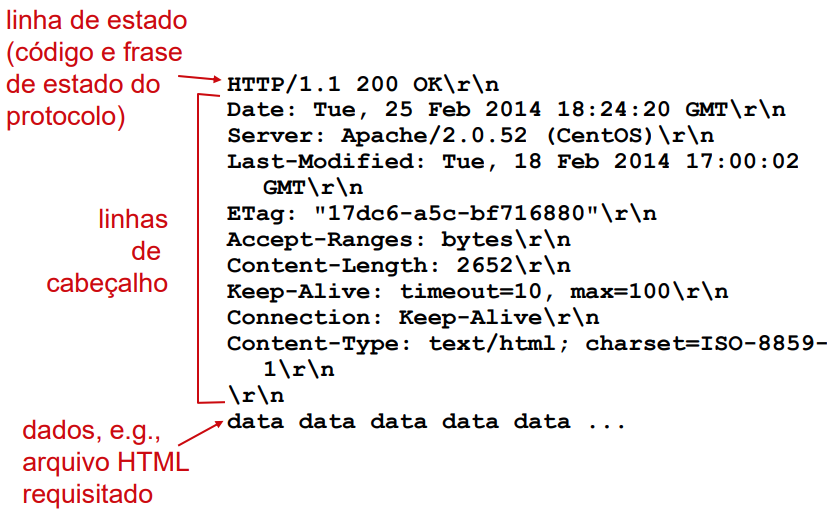 linha de estado
(código e frase
de estado do
protocolo)
HTTP/1.1 200 OK\r\n
Date: Tue, 25 Feb 2014 18:24:20 GMT\r\n
Server: Apache/2.0.52 (CentOS)\r\n
Last-Modified: Tue, 18 Feb 2014 17:00:02
GMT\r\n
ETag: "17dc6-a5c-bf716880"\r\n
Accept-Ranges: bytes\r\n
Content-Length: 2652\r\n
Keep-Alive: timeout=10, max=100\r\n
Connection: Keep-Alive\r\n
Content-Type: text/html; charset=ISO-8859-
1\r\n
\r\n
data data data data data ...
linhas
de
cabeçalho
dados, e.g.,
arquivo HTML
requisitado